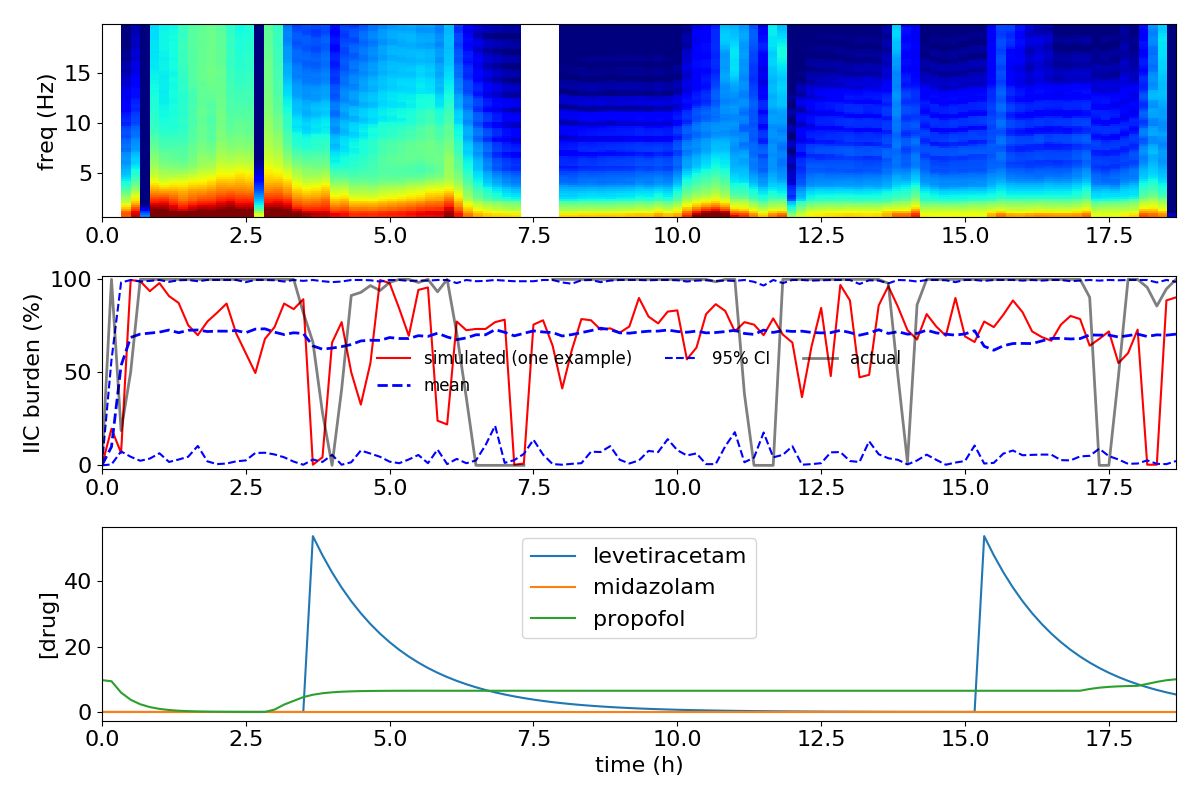 freq (Hz)
15
10
5
0.0 2.5 5.0 7.5 10.0 12.5 15.0 17.5
IIC burden (%)
100
50
0
simulated (one example) 95% CI actual
mean
0.0 2.5 5.0 7.5 10.0 12.5 15.0 17.5
[drug]
40
20
0
levetiracetam
midazolam
propofol
0.0 2.5 5.0 7.5 10.0 12.5 15.0 17.5
time (h)